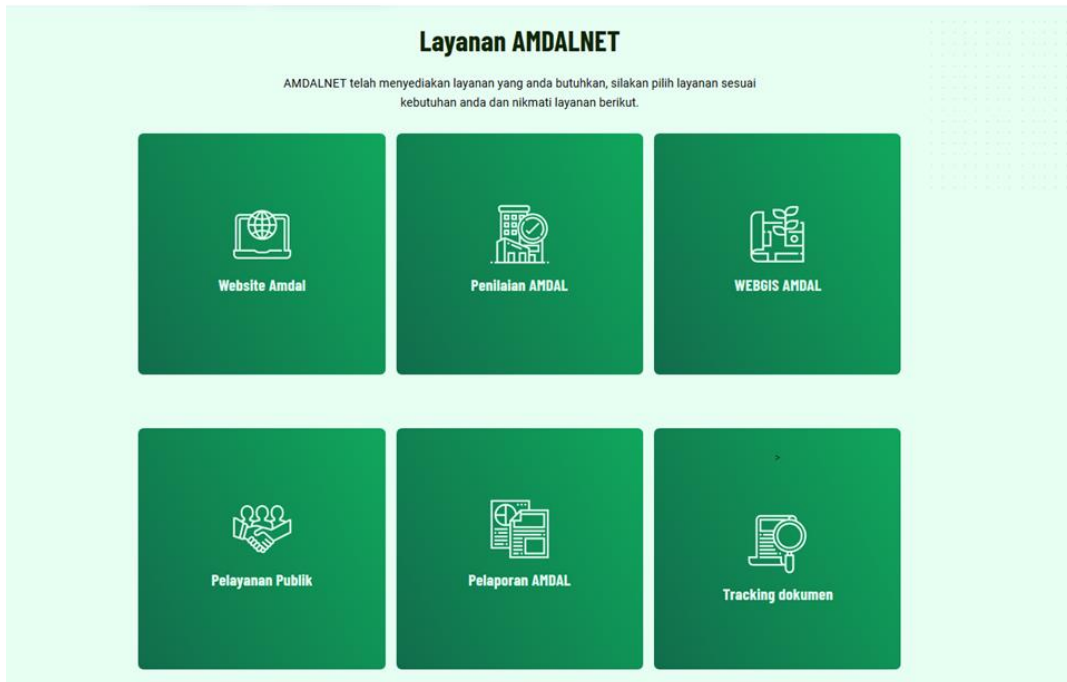 Layanan AMDALNET
AMDALNET telah menyediakan layanan yang anda butuhkan, silakan pilih layanan sesuai
kebutuhan anda dan nikmati layanan berikut.
Website Amdal
Penilaian AMDAL
WEBGIS AMDAL
Pelayanan Publik
Pelaporan AMDAL
>
Tracking dokumen